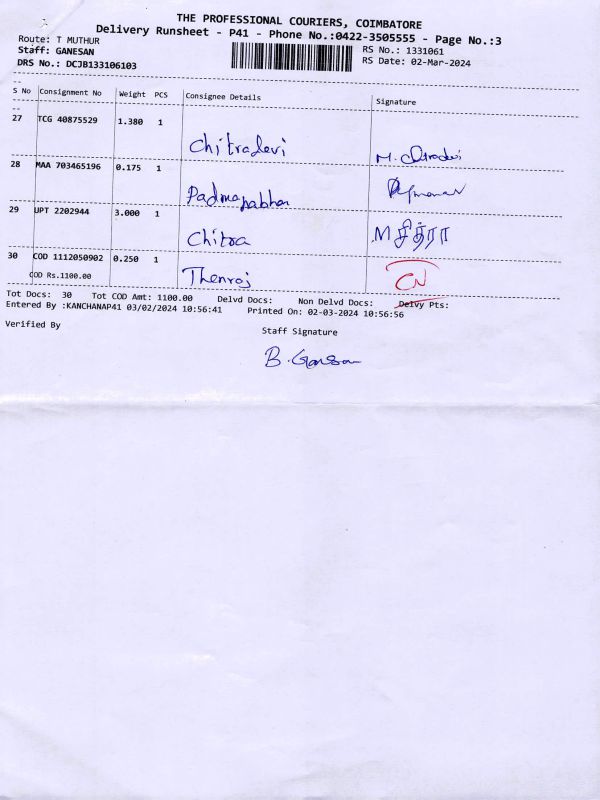 THE PROFESSIONAL COURIERS, COIMBATORE
Delivery Runsheet - P41 - Phone No.:0422-3505555 - Page No.:3
Route: T MUTHUR
RS No.: 1331061
Staff: GANESAN
RS Date: 02-Mar-2024
DRS No.: DCJB133106103
S No Consignment No Weight PCS Consignee Details Signature
27 TCG 40875529 1.380 1
Chitradevi M. Chitradevi
28 MAA 703465196 0.175 1
Padmanabhan
29 UPT 2202944 3.000 1
Chitra M சித்ரா
30 COD 1112050902 0.250 1
COD Rs.1100.00 Thenraj
Tot Docs: 30 Tot COD Amt: 1100.00 Delvd Docs: Non Delvd Docs: Delvy Pts:
Entered By :KANCHANAP41 03/02/2024 10:56:41 Printed On: 02-03-2024 10:56:56
Verified By
Staff Signature